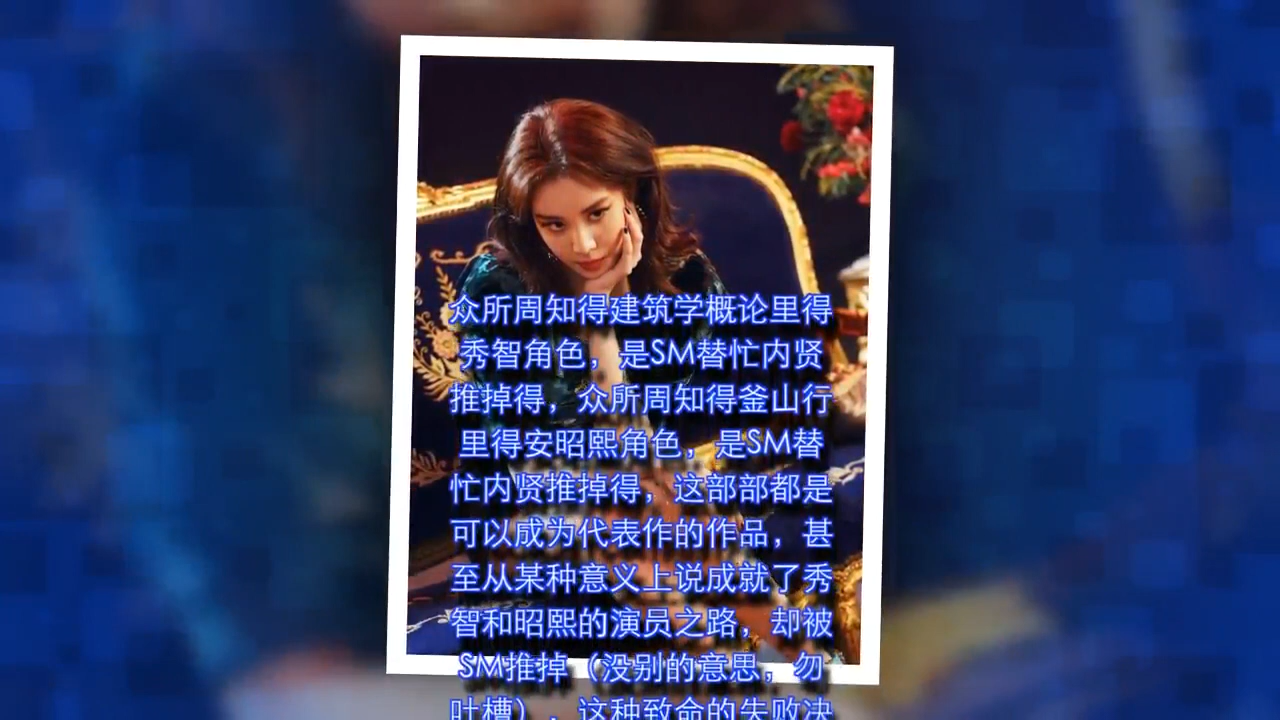 众所周知得建筑学概论里得
秀智角色，是SM替忙内贤
推掉得，众所周知得釜山行
里得安昭熙角色，是SM替
忙内贤推掉得，这部部都是
可以成为代表作的作品，甚
至从某种意义上说成就了秀
智和昭熙的演员之路，却被
SM推掉（没别的意思，勿
吐槽），这种致命的失败决